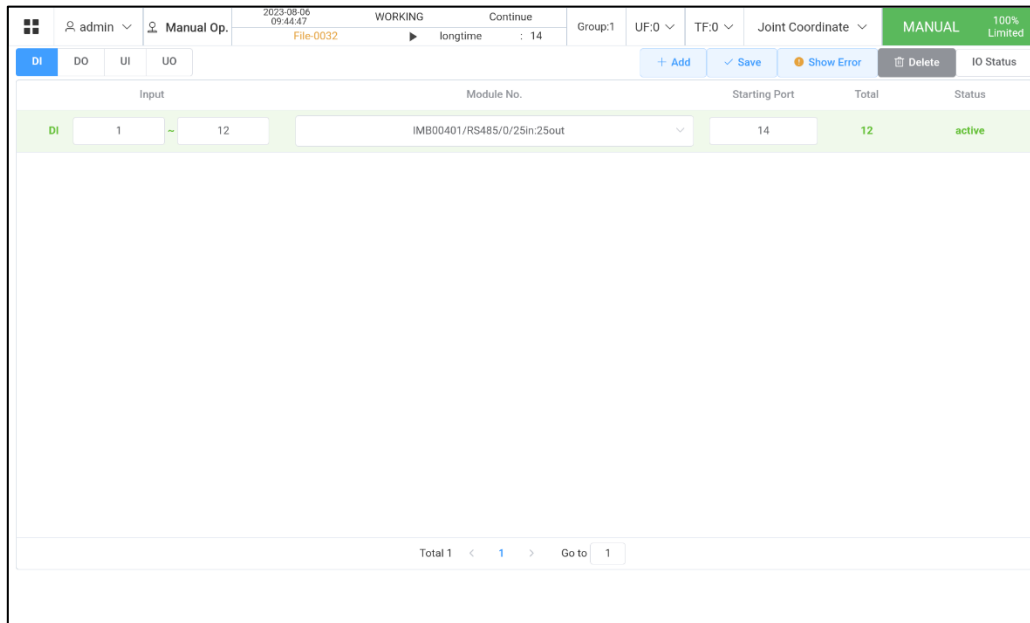 admin Manual Op. 2023-08-06 09:44:47 WORKING Continue Group:1 UF:0 TF:0 Joint Coordinate MANUAL 100% Limited
File-0032 longtime : 14
DI DO UI UO + Add Save Show Error Delete IO Status
Input Module No. Starting Port Total Status
DI 1 ~ 12 IMB00401/RS485/0/25in:25out 14 12 active
Total 1 < 1 > Go to 1